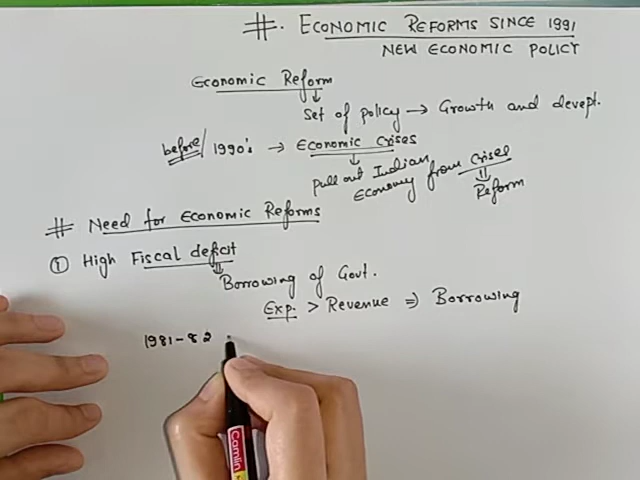 #. ECONOMIC REFORMS SINCE 1991
NEW ECONOMIC POLICY
Economic Reform
↓
Set of policy → Growth and devept.
before/1990's → Economic Crises
↓
Pull out Indian
Economy from Crises
⇓
Reform
# Need for Economic Reforms
① High Fiscal deficit
⇓
Borrowing of Govt.
Exp. > Revenue ⇒ Borrowing
1981-82
Camlin